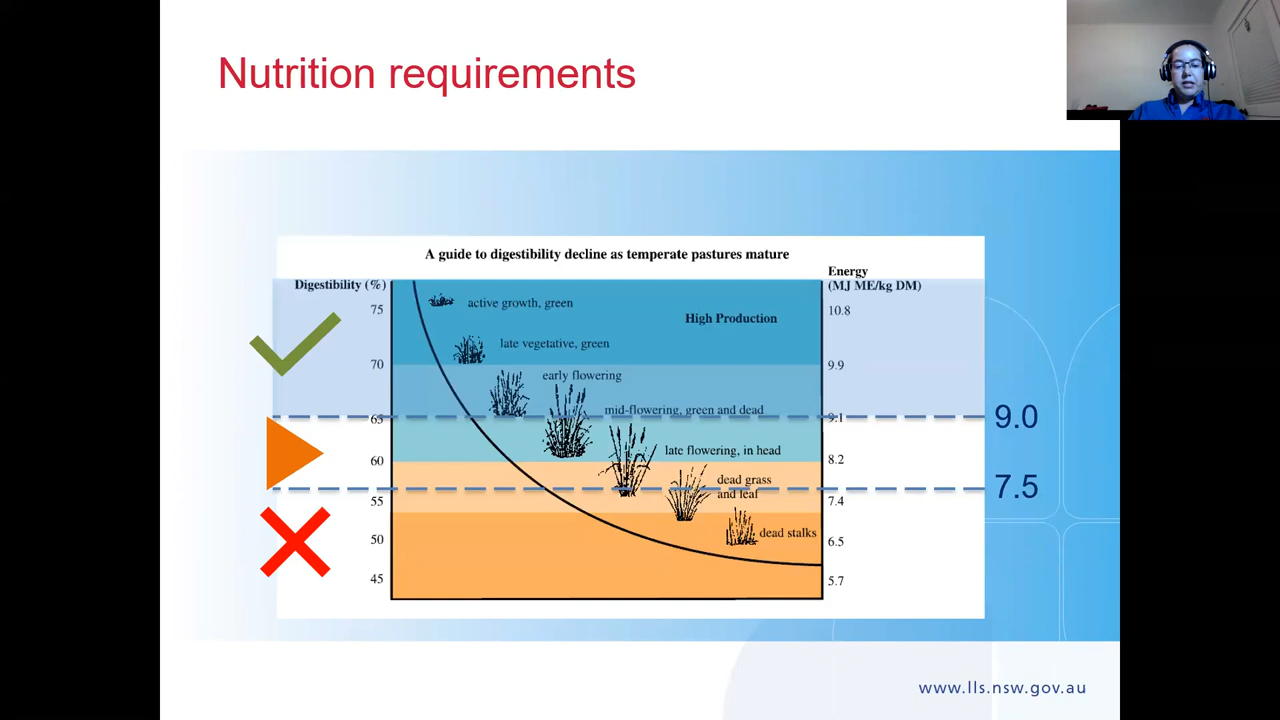 Nutrition requirements
A guide to digestibility decline as temperate pastures mature
Digestibility (%)
Energy
(MJ ME/kg DM)
75
active growth, green
High Production
10.8
late vegetative, green
70
early flowering
9.9
65
mid-flowering, green and dead
9.1
9.0
late flowering, in head
60
8.2
dead grass
and leaf
7.5
55
7.4
dead stalks
50
6.5
45
5.7
www.lls.nsw.gov.au